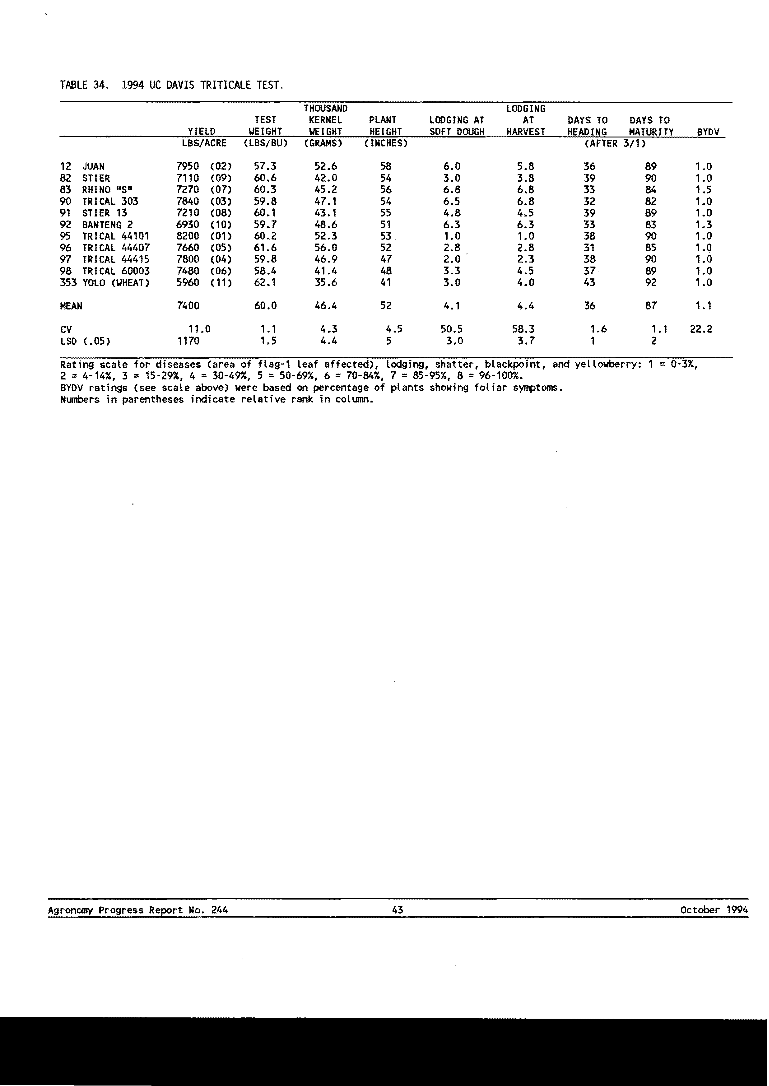 TABLE 34. 1994 UC DAVIS TRITICALE TEST.
THOUSAND LODGING
TEST KERNEL PLANT LODGING AT AT DAYS TO DAYS TO
YIELD WEIGHT WEIGHT HEIGHT SOFT DOUGH HARVEST HEADING MATURITY BYDV
LBS/ACRE (LBS/BU) (GRAMS) (INCHES) (AFTER 3/1)
12 JUAN 7950 (02) 57.3 52.6 58 6.0 5.8 36 89 1.0
82 STIER 7110 (09) 60.6 42.0 54 3.0 3.8 39 90 1.0
83 RHINO "S" 7270 (07) 60.3 45.2 56 6.8 6.8 33 84 1.5
90 TRICAL 303 7840 (03) 59.8 47.1 54 6.5 6.8 32 82 1.0
91 STIER 13 7210 (08) 60.1 43.1 55 4.8 4.5 39 89 1.0
92 BANTENG 2 6930 (10) 59.7 48.6 51 6.3 6.3 33 83 1.3
95 TRICAL 44101 8200 (01) 60.2 52.3 53 1.0 1.0 38 90 1.0
96 TRICAL 44407 7660 (05) 61.6 56.0 52 2.8 2.8 31 85 1.0
97 TRICAL 44415 7800 (04) 59.8 46.9 47 2.0 2.3 38 90 1.0
98 TRICAL 60003 7480 (06) 58.4 41.4 48 3.3 4.5 37 89 1.0
353 YOLO (WHEAT) 5960 (11) 62.1 35.6 41 3.0 4.0 43 92 1.0
MEAN 7400 60.0 46.4 52 4.1 4.4 36 87 1.1
CV 11.0 1.1 4.3 4.5 50.5 58.3 1.6 1.1 22.2
LSD (.05) 1170 1.5 4.4 5 3.0 3.7 1 2
Rating scale for diseases (area of flag-1 leaf affected), lodging, shatter, blackpoint, and yellowberry: 1 = 0-3%,
2 = 4-14%, 3 = 15-29%, 4 = 30-49%, 5 = 50-69%, 6 = 70-84%, 7 = 85-95%, 8 = 96-100%.
BYDV ratings (see scale above) were based on percentage of plants showing foliar symptoms.
Numbers in parentheses indicate relative rank in column.
Agronomy Progress Report No. 244 43 October 1994